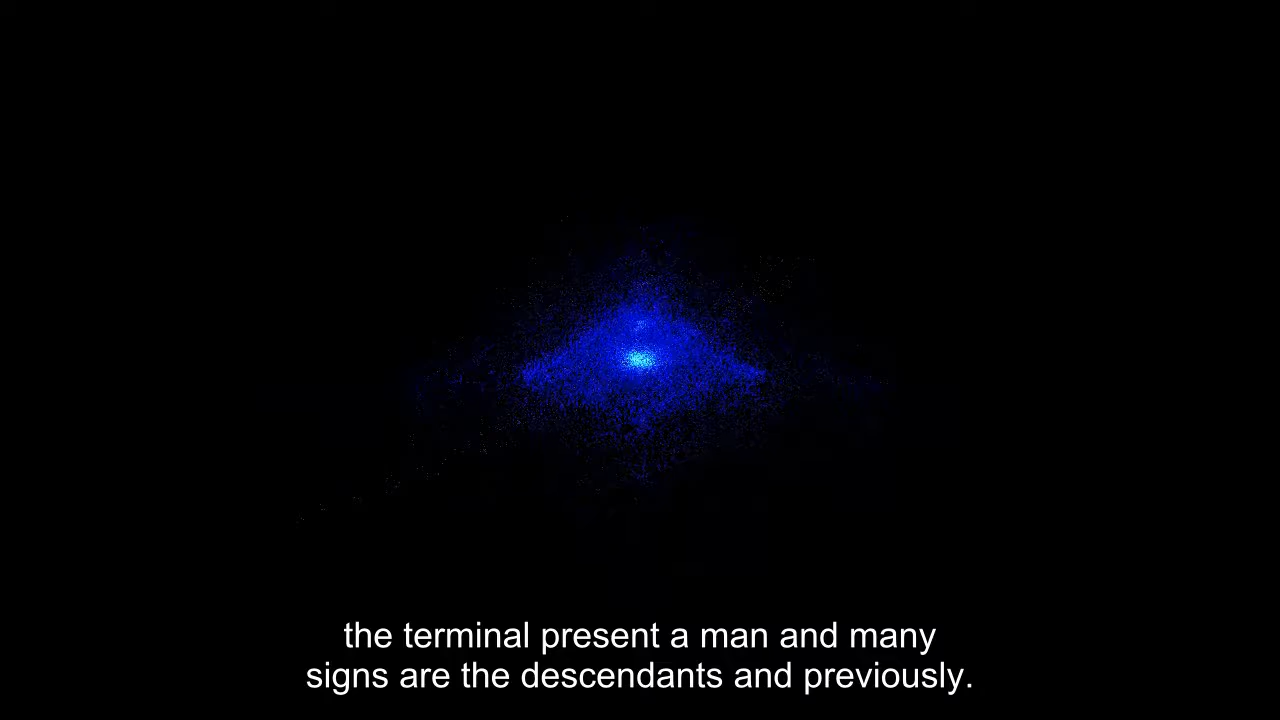 the terminal present a man and many
signs are the descendants and previously.